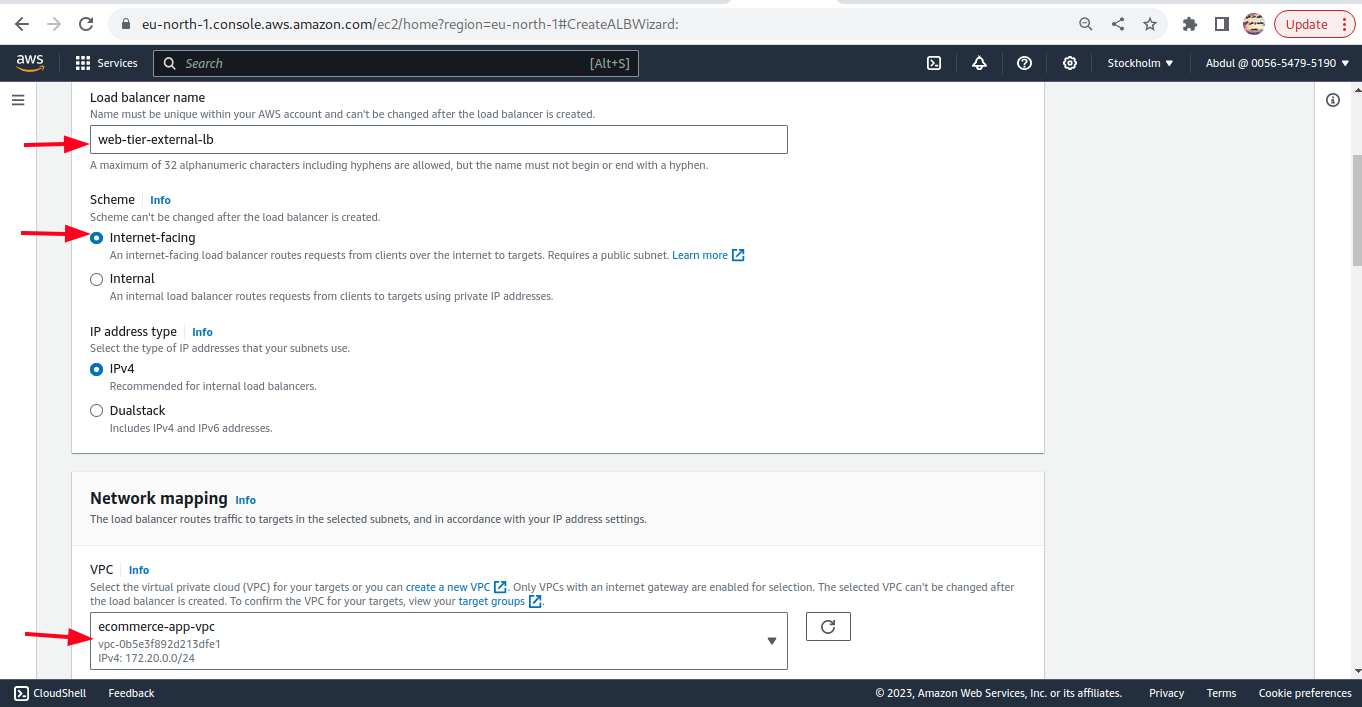 eu-north-1.console.aws.amazon.com/ec2/home?region=eu-north-1#CreateALBWizard:
Update
aws
Services
Search
[Alt+S]
Stockholm
Abdul @ 0056-5479-5190
Load balancer name
Name must be unique within your AWS account and can't be changed after the load balancer is created.
web-tier-external-lb
A maximum of 32 alphanumeric characters including hyphens are allowed, but the name must not begin or end with a hyphen.
Scheme Info
Scheme can't be changed after the load balancer is created.
Internet-facing
An internet-facing load balancer routes requests from clients over the internet to targets. Requires a public subnet. Learn more
Internal
An internal load balancer routes requests from clients to targets using private IP addresses.
IP address type Info
Select the type of IP addresses that your subnets use.
IPv4
Recommended for internal load balancers.
Dualstack
Includes IPv4 and IPv6 addresses.
Network mapping Info
The load balancer routes traffic to targets in the selected subnets, and in accordance with your IP address settings.
VPC Info
Select the virtual private cloud (VPC) for your targets or you can create a new VPC. Only VPCs with an internet gateway are enabled for selection. The selected VPC can't be changed after
the load balancer is created. To confirm the VPC for your targets, view your target groups.
ecommerce-app-vpc
vpc-0b5e3f892d213dfe1
IPv4: 172.20.0.0/24
CloudShell
Feedback
© 2023, Amazon Web Services, Inc. or its affiliates.
Privacy
Terms
Cookie preferences